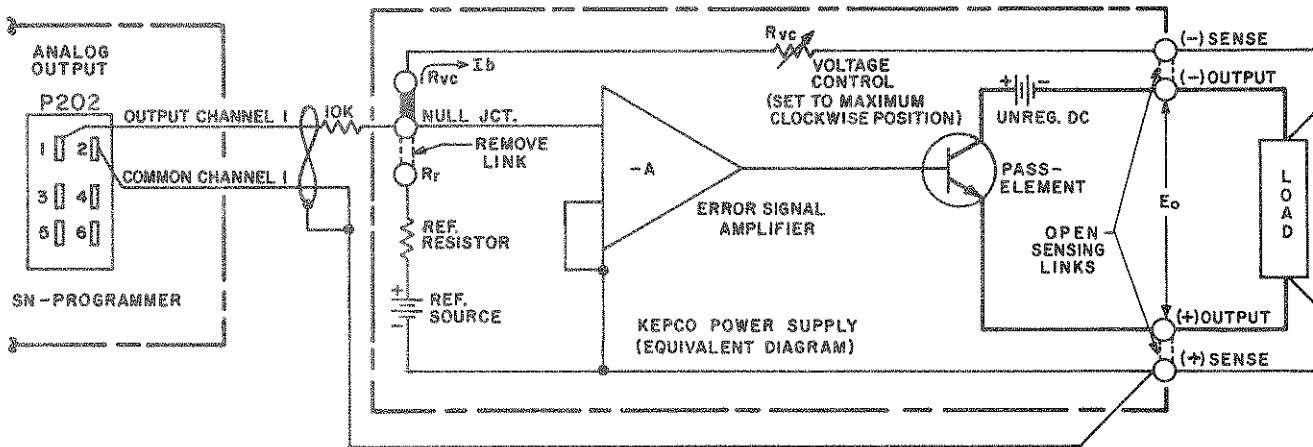 ANALOG
OUTPUT
P202
1
2
3
4
5
6
SN-PROGRAMMER
OUTPUT CHANNEL 1
COMMON CHANNEL 1
10K
Rvc
Ib
NULL JCT.
REMOVE
LINK
Rr
REF.
RESISTOR
+
-
REF.
SOURCE
-A
ERROR SIGNAL
AMPLIFIER
Rvc
VOLTAGE
CONTROL
(SET TO MAXIMUM
CLOCKWISE POSITION)
+
-
UNREG. DC
PASS-
ELEMENT
KEPCO POWER SUPPLY
(EQUIVALENT DIAGRAM)
OPEN
SENSING
LINKS
(-) SENSE
(-) OUTPUT
Eo
LOAD
(+) OUTPUT
(+) SENSE